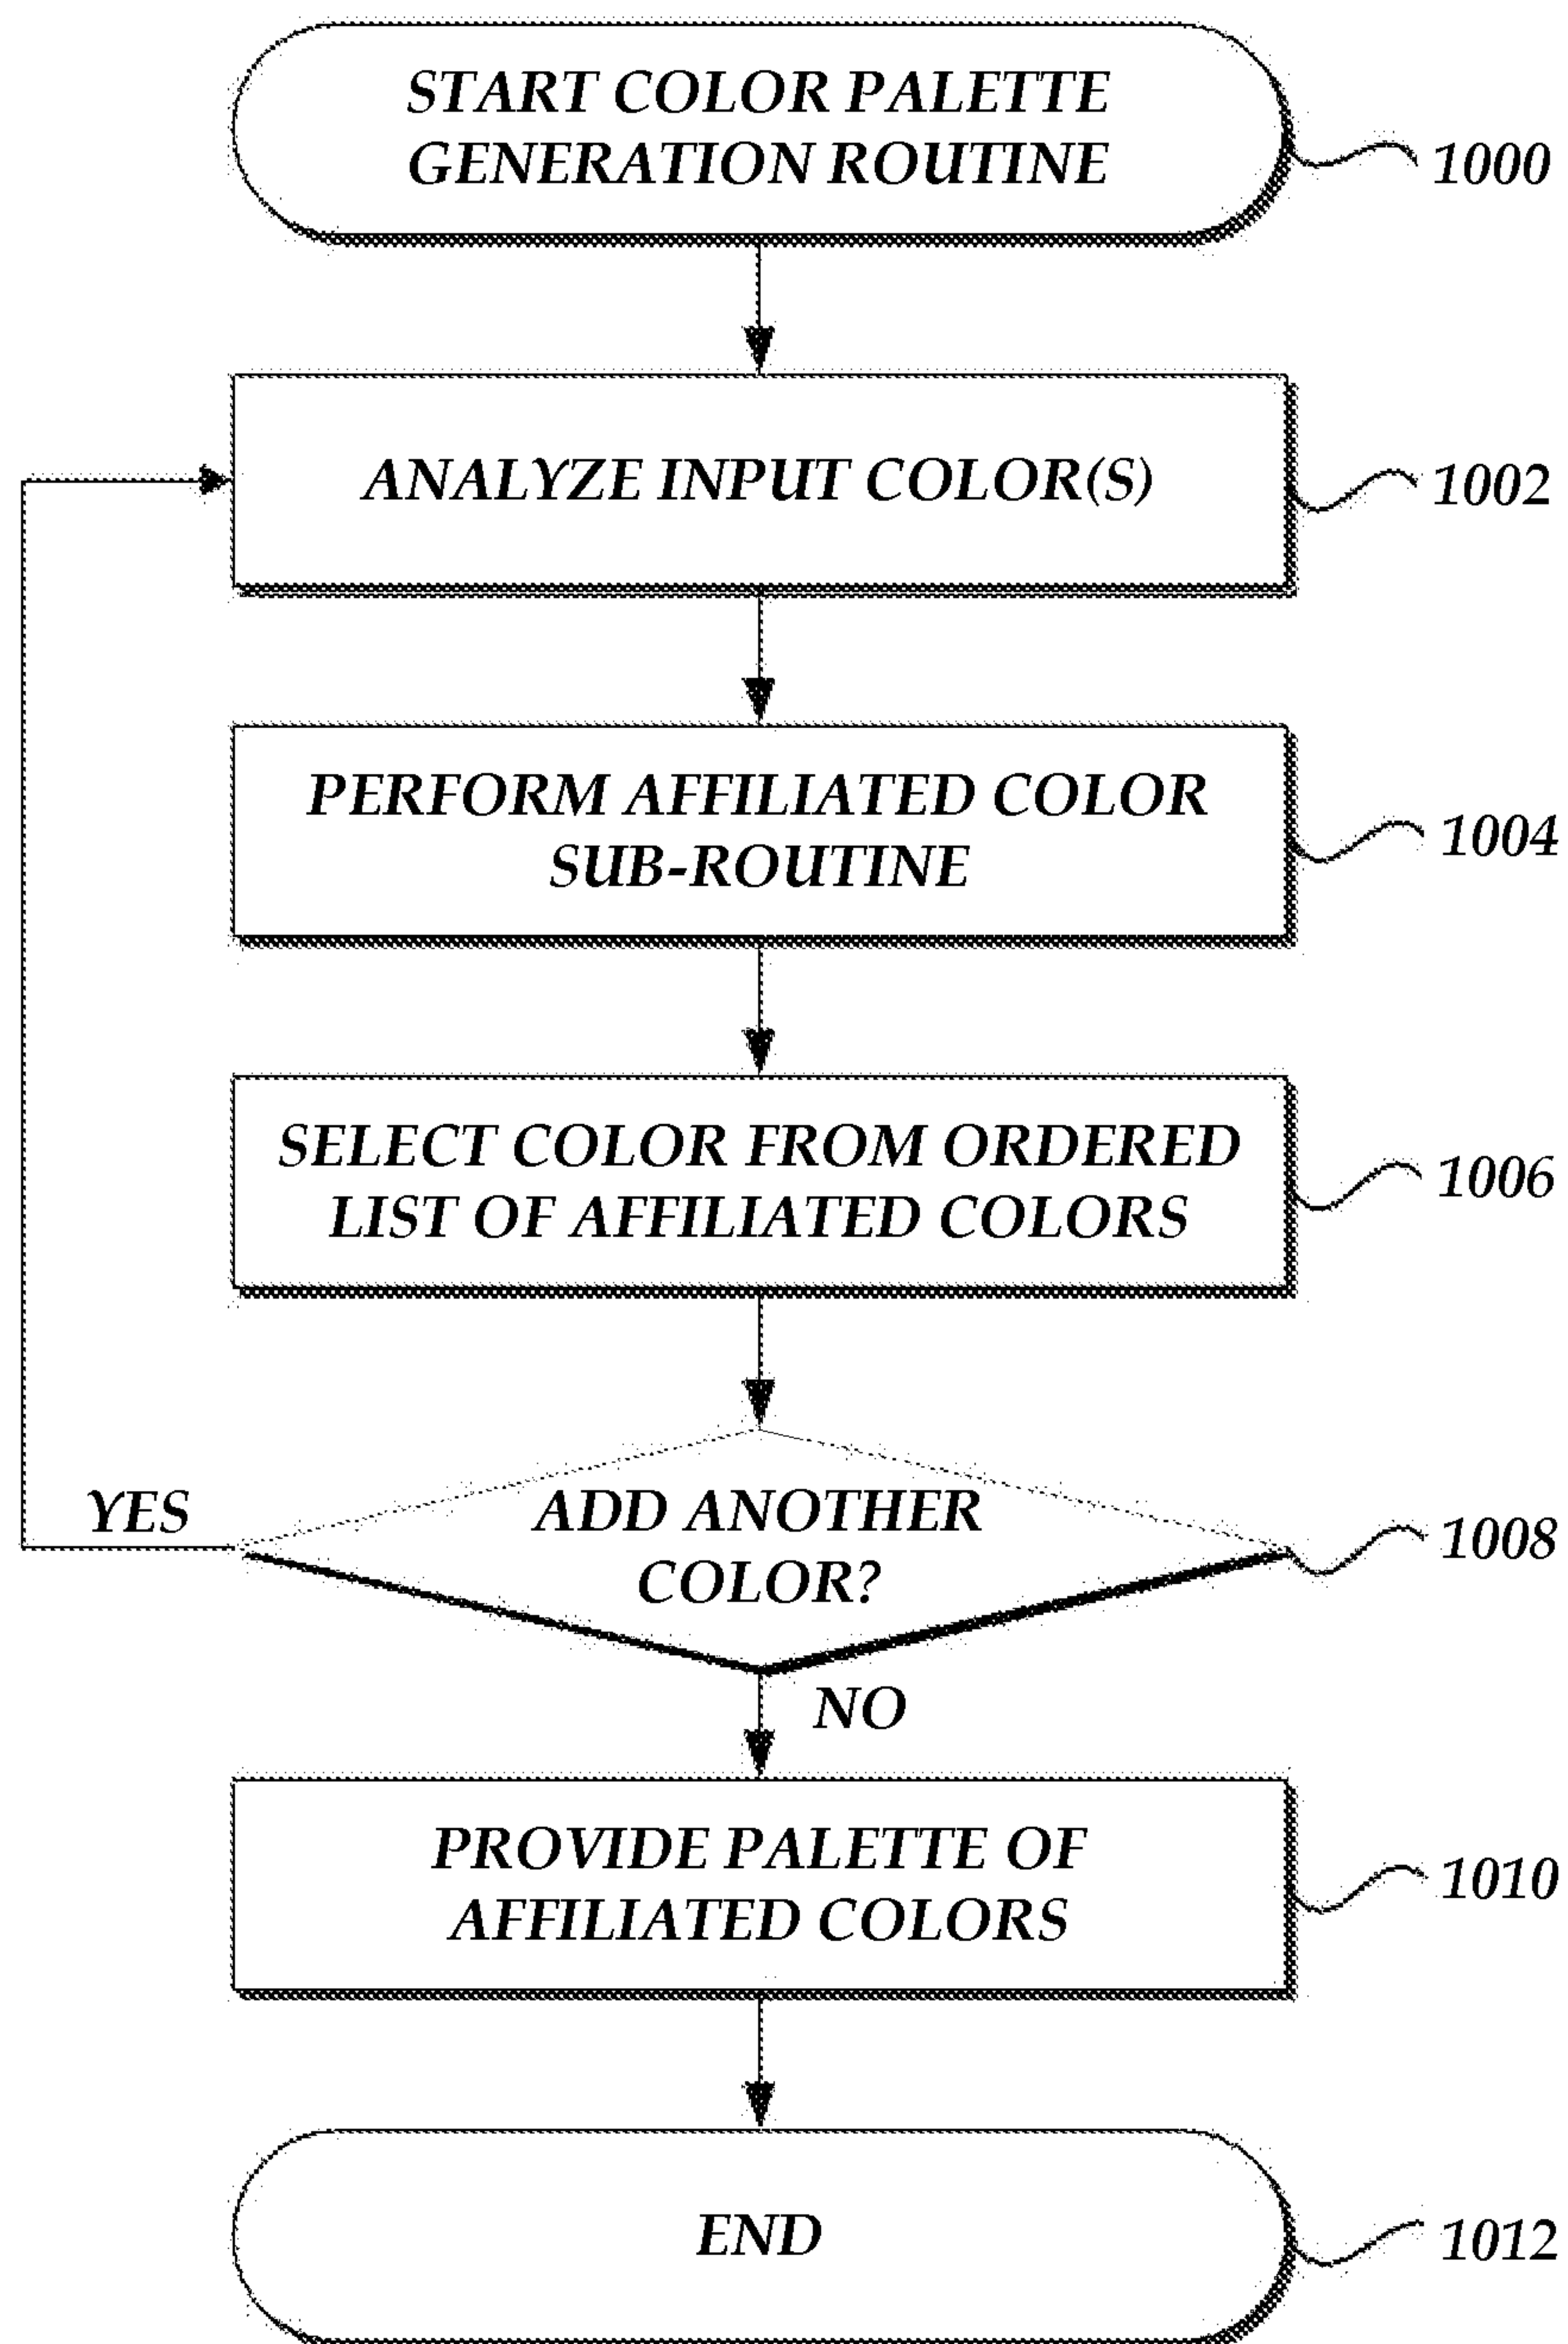 START COLOR PALETTE
GENERATION ROUTINE
1000
ANALYZE INPUT COLOR(S)
1002
PERFORM AFFILIATED COLOR
SUB-ROUTINE
1004
SELECT COLOR FROM ORDERED
LIST OF AFFILIATED COLORS
1006
YES
ADD ANOTHER
COLOR?
1008
NO
PROVIDE PALETTE OF
AFFILIATED COLORS
1010
END
1012